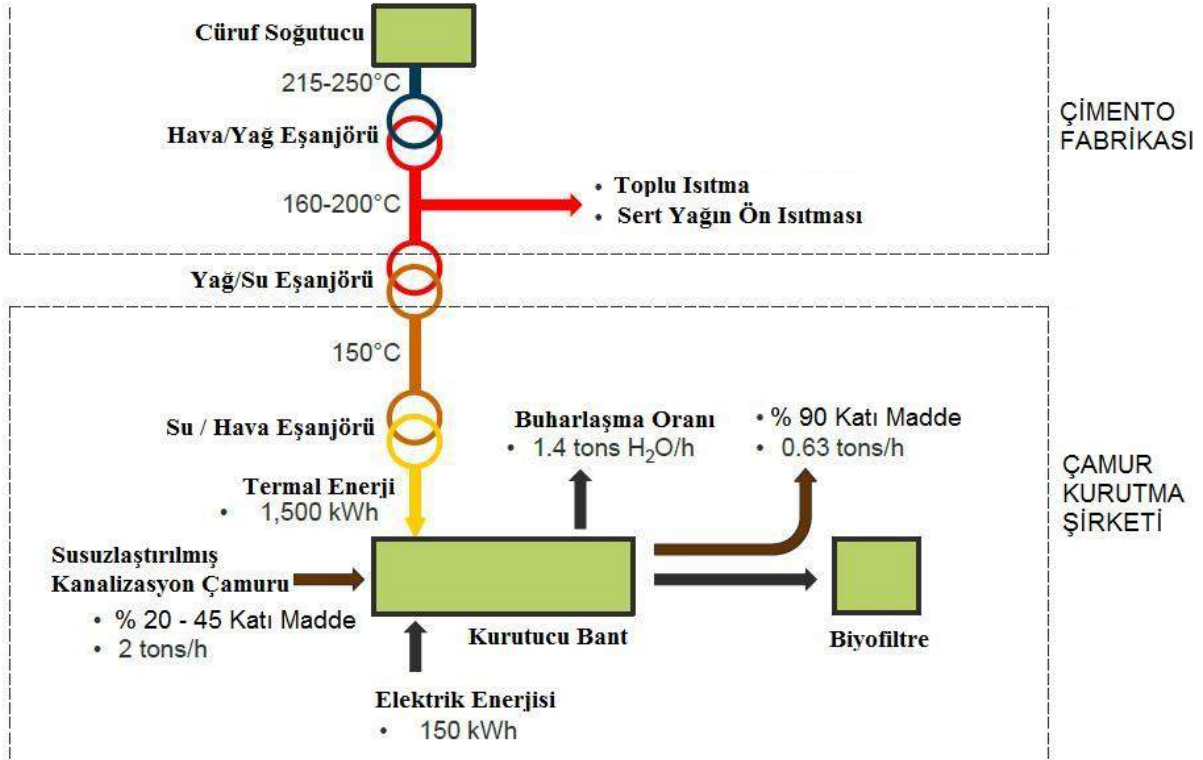 Cüruf Soğutucu
215-250°C
Hava/Yağ Eşanjörü
ÇİMENTO
FABRİKASI
160-200°C
• Toplu Isıtma
• Sert Yağın Ön Isıtması
Yağ/Su Eşanjörü
150°C
Su / Hava Eşanjörü
Buharlaşma Oranı
• 1.4 tons H₂O/h
• % 90 Katı Madde
• 0.63 tons/h
Termal Enerji
• 1,500 kWh
ÇAMUR
KURUTMA
ŞİRKETİ
Susuzlaştırılmış
Kanalizasyon Çamuru
• % 20 - 45 Katı Madde
• 2 tons/h
Kurutucu Bant
Biyofiltre
Elektrik Enerjisi
• 150 kWh